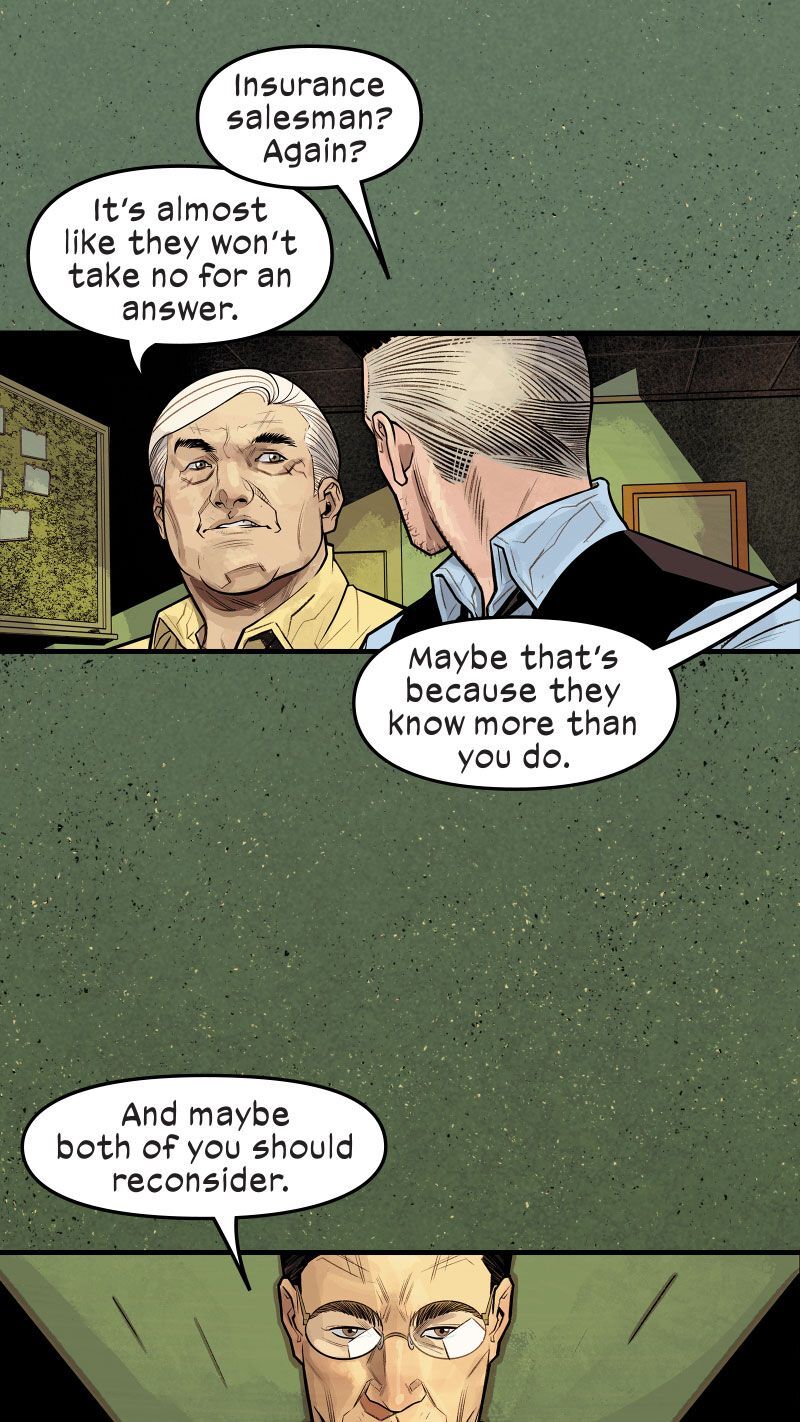 Insurance
salesman?
Again?
It's almost
like they won't
take no for an
answer.
Maybe that's
because they
know more than
you do.
And maybe
both of you should
reconsider.